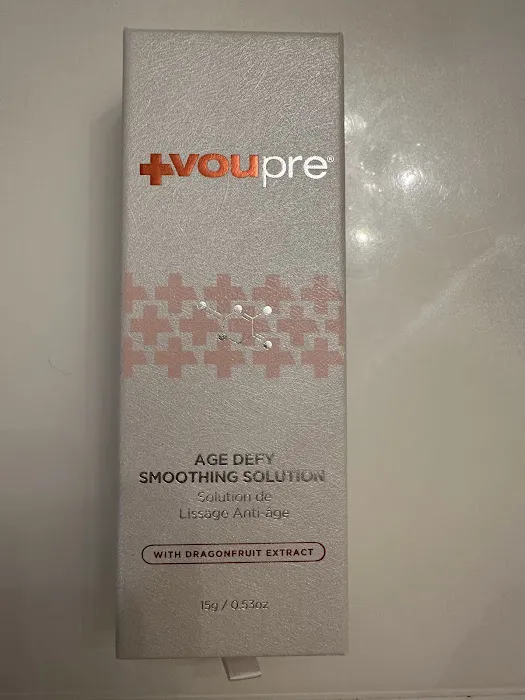 +voupre®
AGE DEFY
SMOOTHING SOLUTION
Solution de
Lissage Anti-âge
WITH DRAGONFRUIT EXTRACT
15g / 0.53oz